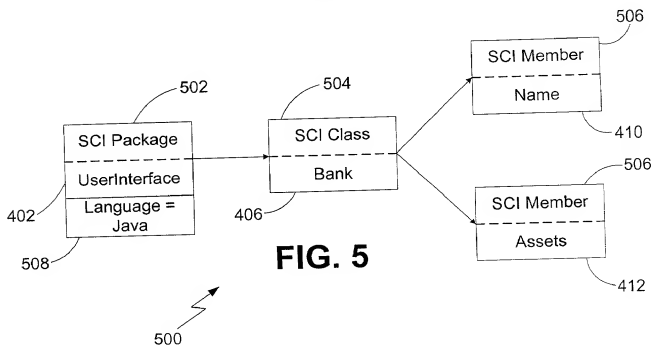 506
SCI Member
Name
410
502
SCI Package
UserInterface
402
Language =
Java
508
504
SCI Class
Bank
406
506
SCI Member
Assets
412
FIG. 5
500